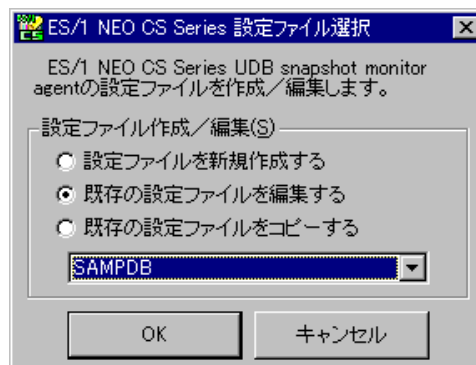 ES/1 NEO CS Series 設定ファイル選択
ES/1 NEO CS Series UDB snapshot monitor
agentの設定ファイルを作成／編集します。
設定ファイル作成／編集(S)
設定ファイルを新規作成する
既存の設定ファイルを編集する
既存の設定ファイルをコピーする
SAMPDB
OK キャンセル